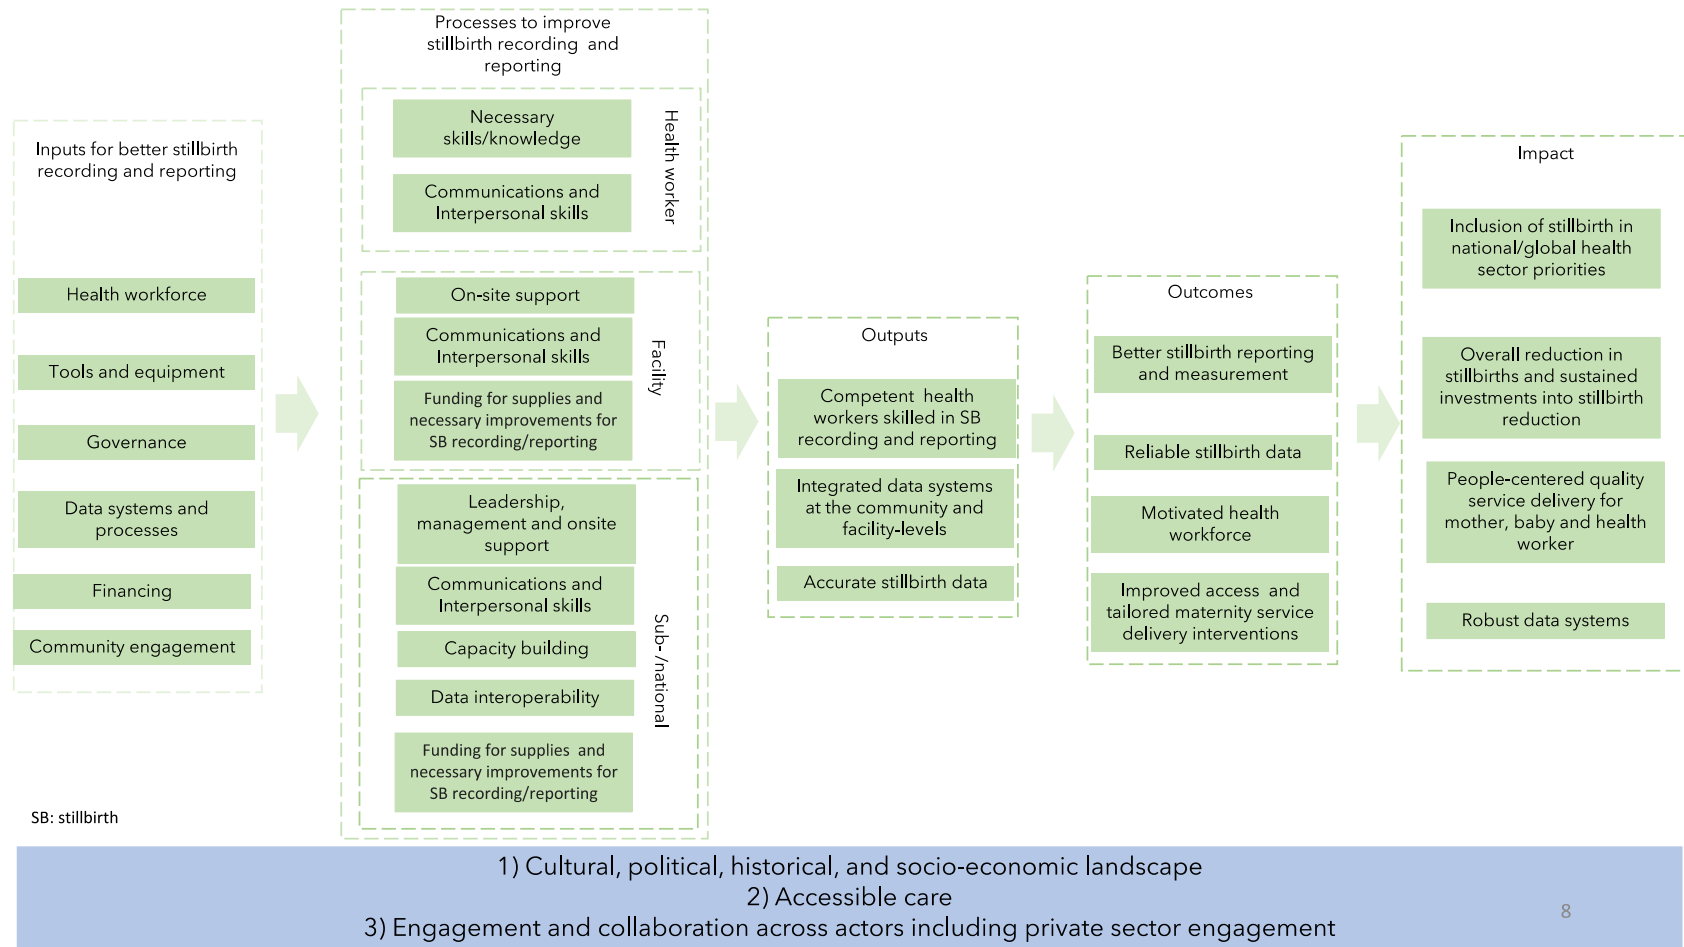 Inputs for better stillbirth
recording and reporting
Health workforce
Tools and equipment
Governance
Data systems and
processes
Financing
Community engagement
Processes to improve
stillbirth recording and
reporting
Necessary
skills/knowledge
Communications and
Interpersonal skills
Health worker
On-site support
Communications and
Interpersonal skills
Funding for supplies and
necessary improvements for
SB recording/reporting
Facility
Leadership,
management and onsite
support
Communications and
Interpersonal skills
Capacity building
Data interoperability
Funding for supplies and
necessary improvements for
SB recording/reporting
Sub- /national
Outputs
Competent health
workers skilled in SB
recording and reporting
Integrated data systems
at the community and
facility-levels
Accurate stillbirth data
Outcomes
Better stillbirth reporting
and measurement
Reliable stillbirth data
Motivated health
workforce
Improved access and
tailored maternity service
delivery interventions
Impact
Inclusion of stillbirth in
national/global health
sector priorities
Overall reduction in
stillbirths and sustained
investments into stillbirth
reduction
People-centered quality
service delivery for
mother, baby and health
worker
Robust data systems
SB: stillbirth
1) Cultural, political, historical, and socio-economic landscape
2) Accessible care
3) Engagement and collaboration across actors including private sector engagement
8